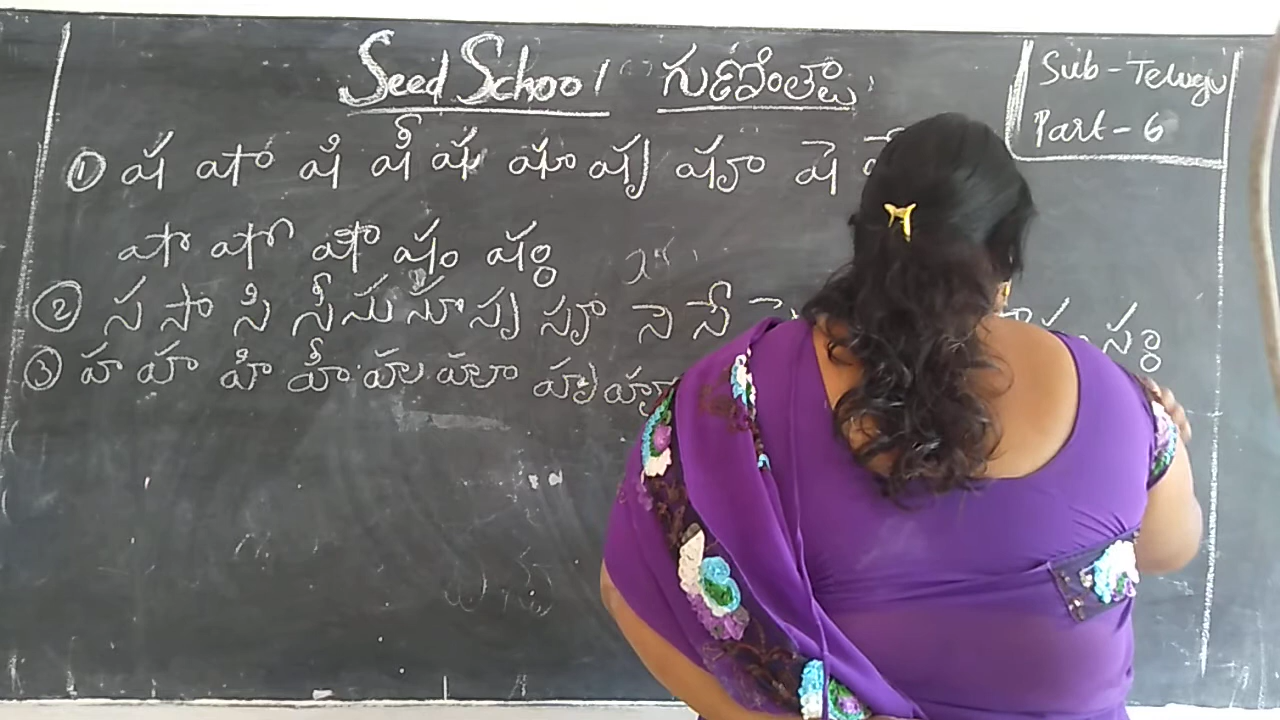 Seed School గుణింతాలు
Sub-Telugu
Part-6
① ష షా షి షీ షు షూ షృ షౄ షె
షొ షో షౌ షం షః
② స సా సి సీ సు సూ సృ సౄ సె సే
③ హ హా హి హీ హు హూ హృ హౄ